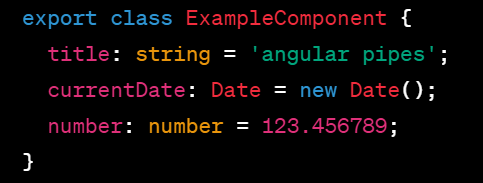 export class ExampleComponent {
title: string = 'angular pipes';
currentDate: Date = new Date();
number: number = 123.456789;
}